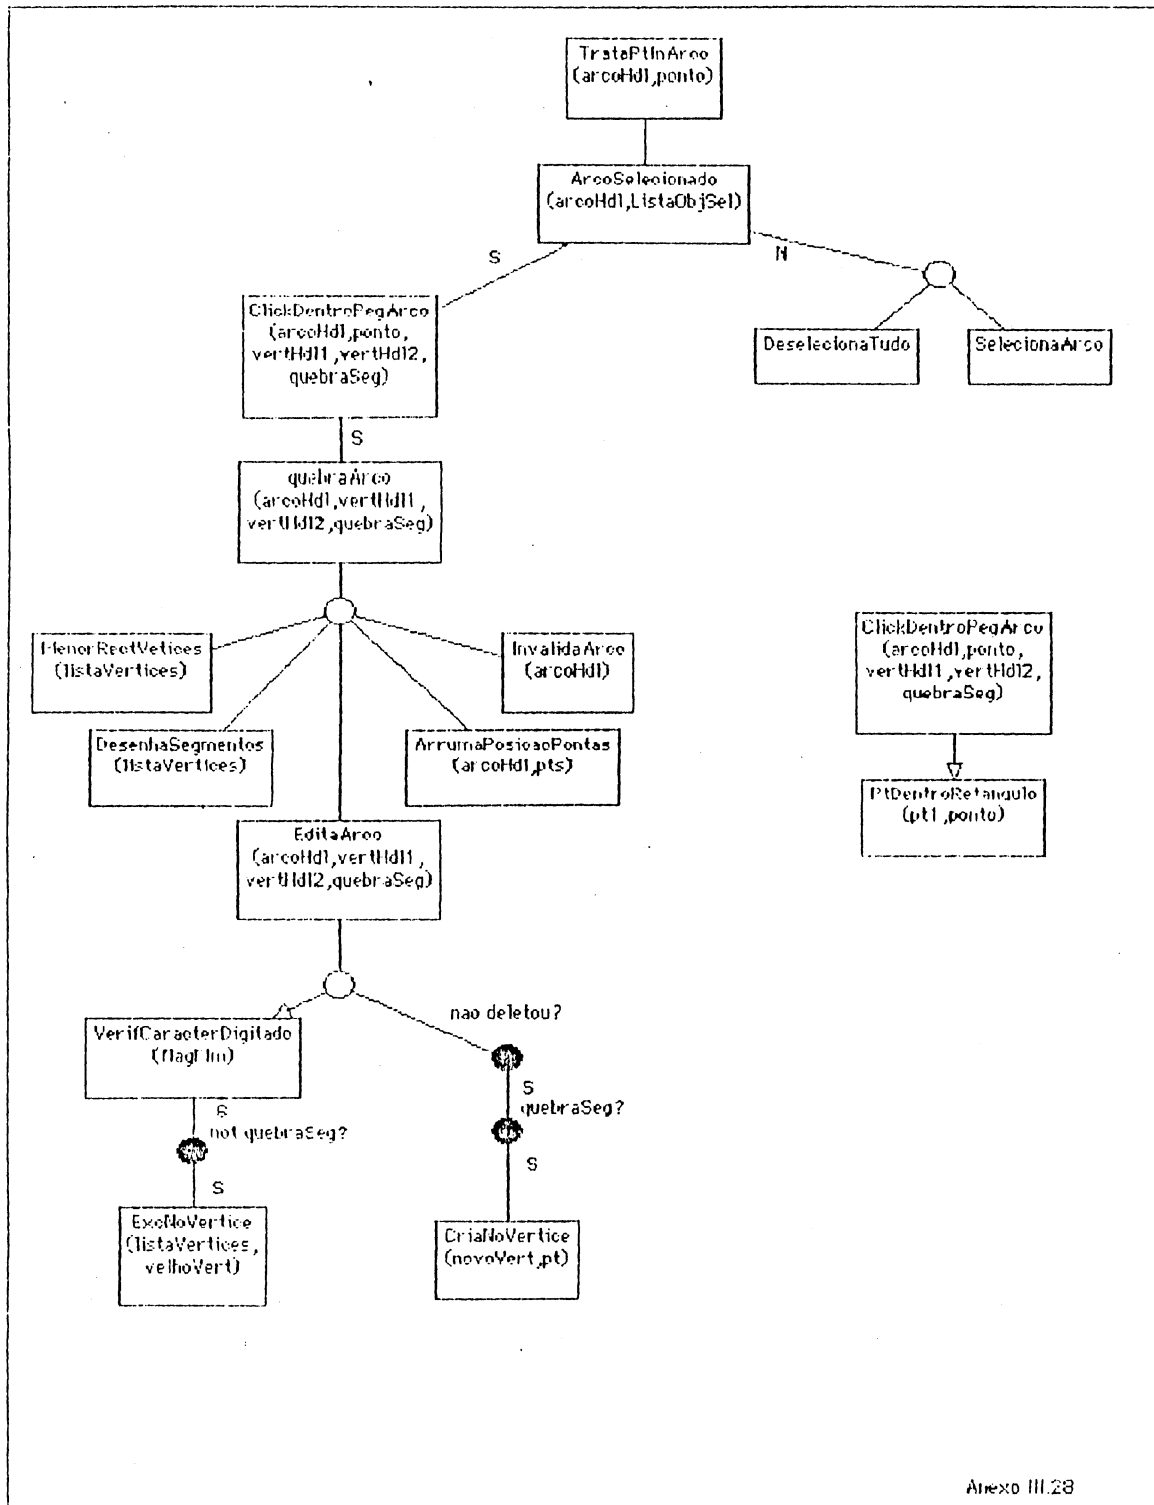 TrataPtInArco
(arcoHdl,ponto)
ArcoSelecionado
(arcoHdl,ListaObjSel)
S
N
ClickDentroPegArco
(arcoHdl,ponto,
vertHdl1,vertHdl2,
quebraSeg)
DeselecionaTudo
SelecionaArco
S
quebraArco
(arcoHdl,vertHdl1,
vertHdl2,quebraSeg)
MenorRectVetices
(listaVertices)
InvalidaArco
(arcoHdl)
ClickDentroPegArco
(arcoHdl,ponto,
vertHdl1,vertHdl2,
quebraSeg)
DesenhaSegmentos
(listaVertices)
ArrumaPosicaoPontas
(arcoHdl,pts)
PtDentroRetangulo
(pt1,ponto)
EditaArco
(arcoHdl,vertHdl1,
vertHdl2,quebraSeg)
nao deletou?
VerifCaracterDigitado
(flagFim)
S
quebraSeg?
S
not quebraSeg?
S
S
ExcNoVertice
(listaVertices,
velhoVert)
CriaNoVertice
(novoVert,pt)
Anexo III.28